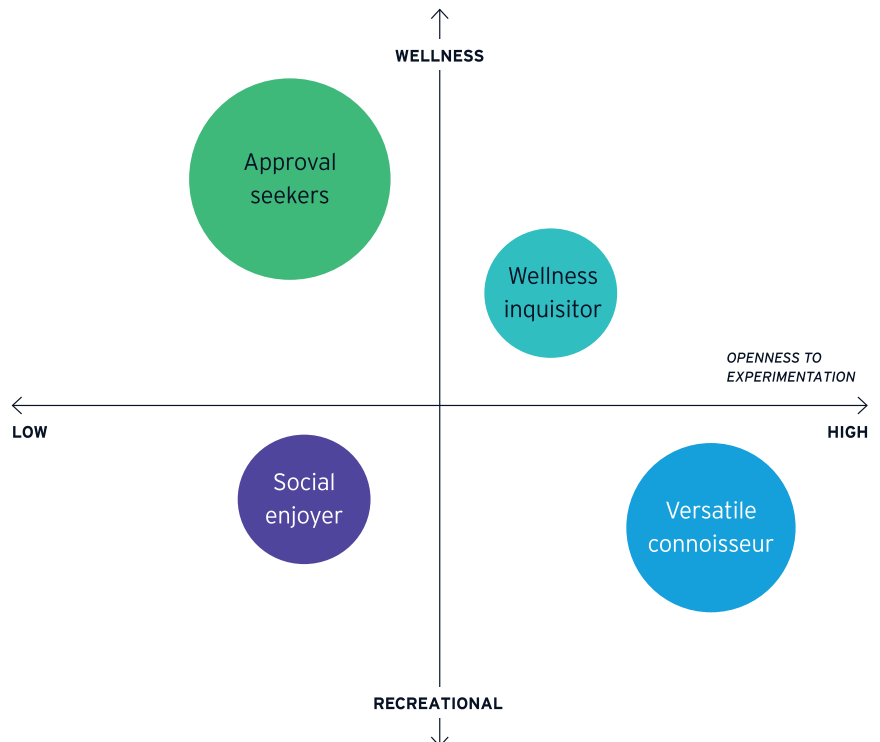 WELLNESS
Approval
seekers
Wellness
inquisitor
OPENNESS TO
EXPERIMENTATION
LOW
HIGH
Social
enjoyer
Versatile
connoisseur
RECREATIONAL